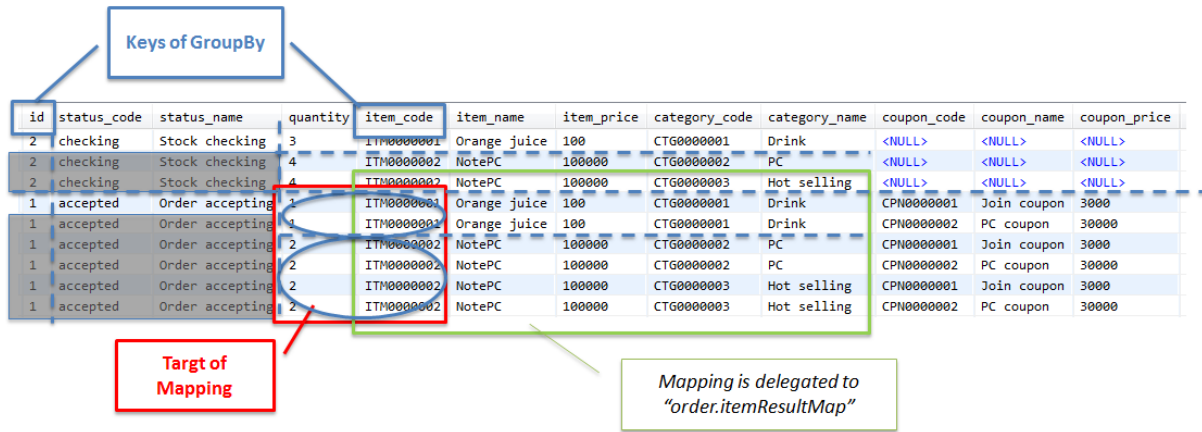 Keys of GroupBy
id status_code status_name quantity item_code item_name item_price category_code category_name coupon_code coupon_name coupon_price
2 checking Stock checking 3 ITM0000001 Orange juice 100 CTG0000001 Drink <NULL> <NULL> <NULL>
2 checking Stock checking 4 ITM0000002 NotePC 100000 CTG0000002 PC <NULL> <NULL> <NULL>
2 checking Stock checking 4 ITM0000002 NotePC 100000 CTG0000003 Hot selling <NULL> <NULL> <NULL>
1 accepted Order accepting 1 ITM0000001 Orange juice 100 CTG0000001 Drink CPN0000001 Join coupon 3000
1 accepted Order accepting 1 ITM0000001 Orange juice 100 CTG0000001 Drink CPN0000002 PC coupon 30000
1 accepted Order accepting 2 ITM0000002 NotePC 100000 CTG0000002 PC CPN0000001 Join coupon 3000
1 accepted Order accepting 2 ITM0000002 NotePC 100000 CTG0000002 PC CPN0000002 PC coupon 30000
1 accepted Order accepting 2 ITM0000002 NotePC 100000 CTG0000003 Hot selling CPN0000001 Join coupon 3000
1 accepted Order accepting 2 ITM0000002 NotePC 100000 CTG0000003 Hot selling CPN0000002 PC coupon 30000
Targt of
Mapping
Mapping is delegated to
“order.itemResultMap”